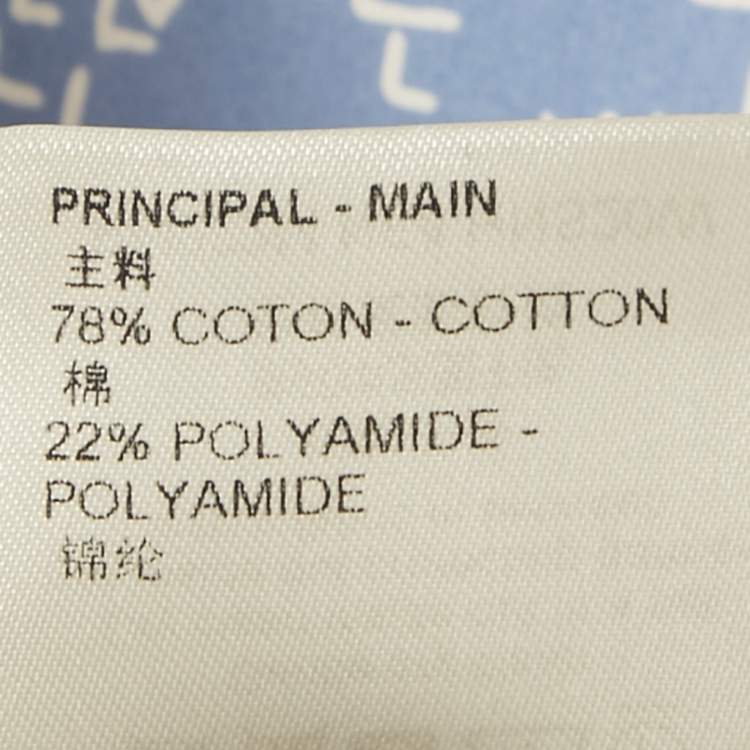 PRINCIPAL - MAIN
主料
78% COTON - COTTON
棉
22% POLYAMIDE -
POLYAMIDE
锦纶